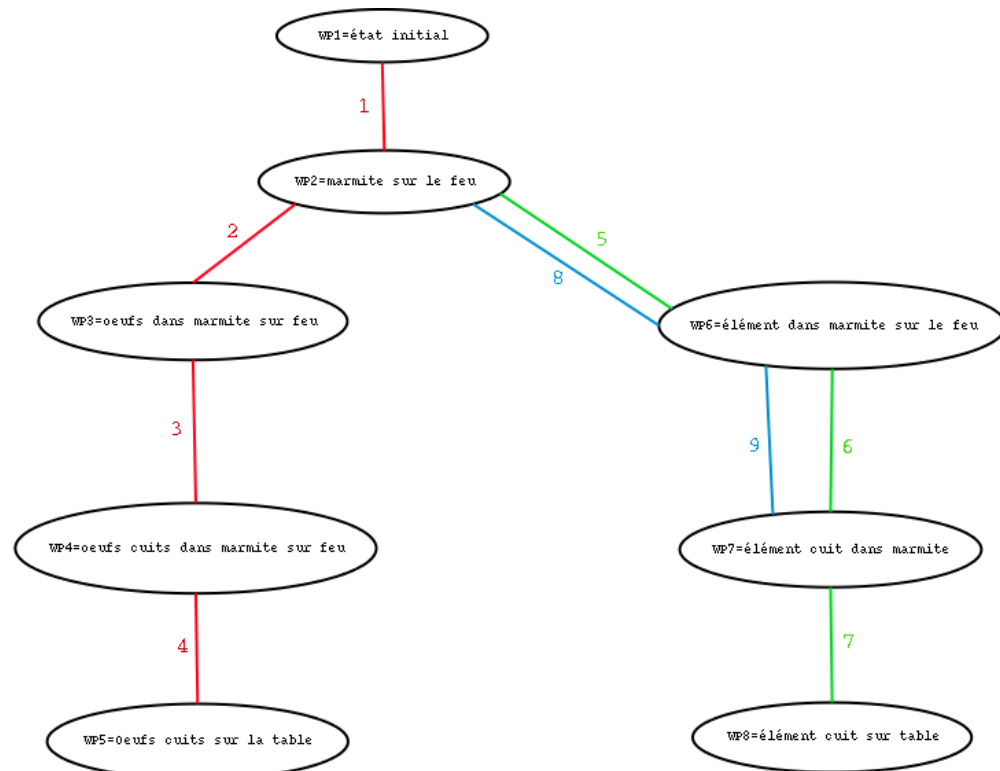 WP1=état initial
1
WP2=marmite sur le feu
2
5
8
WP3=oeufs dans marmite sur feu
WP6=élément dans marmite sur le feu
3
9
6
WP4=oeufs cuits dans marmite sur feu
WP7=élément cuit dans marmite
4
7
WP5=oeufs cuits sur la table
WP8=élément cuit sur table